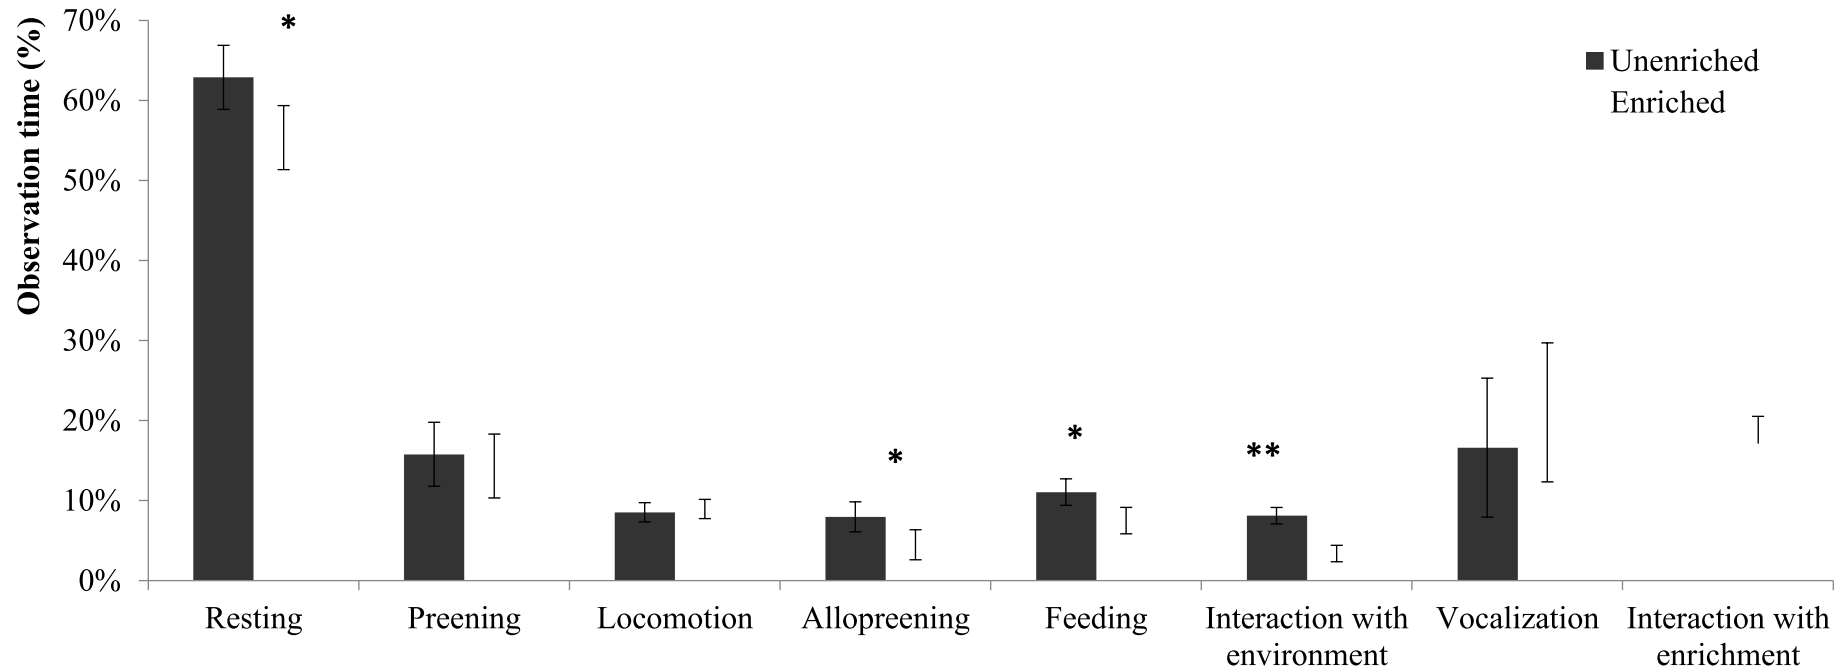 Observation time (%)
70%
60%
50%
40%
30%
20%
10%
0%
*
*
*
**
Unenriched
Enriched
Resting
Preening
Locomotion
Allopreening
Feeding
Interaction with
environment
Vocalization
Interaction with
enrichment